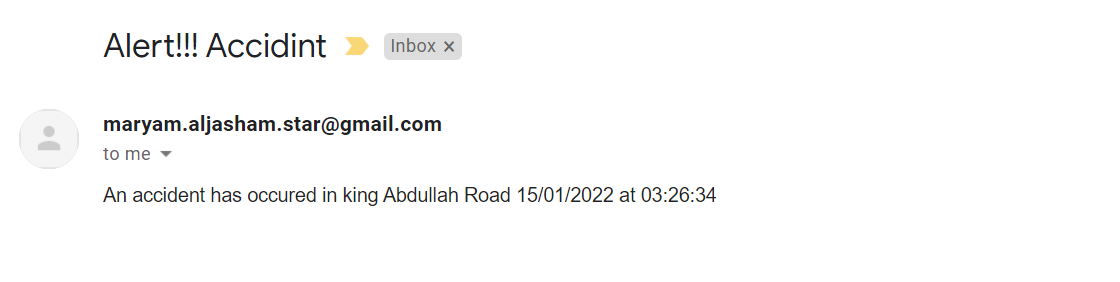 Alert!!! Accidint Inbox ×
maryam.aljasham.star@gmail.com
to me
An accident has occured in king Abdullah Road 15/01/2022 at 03:26:34